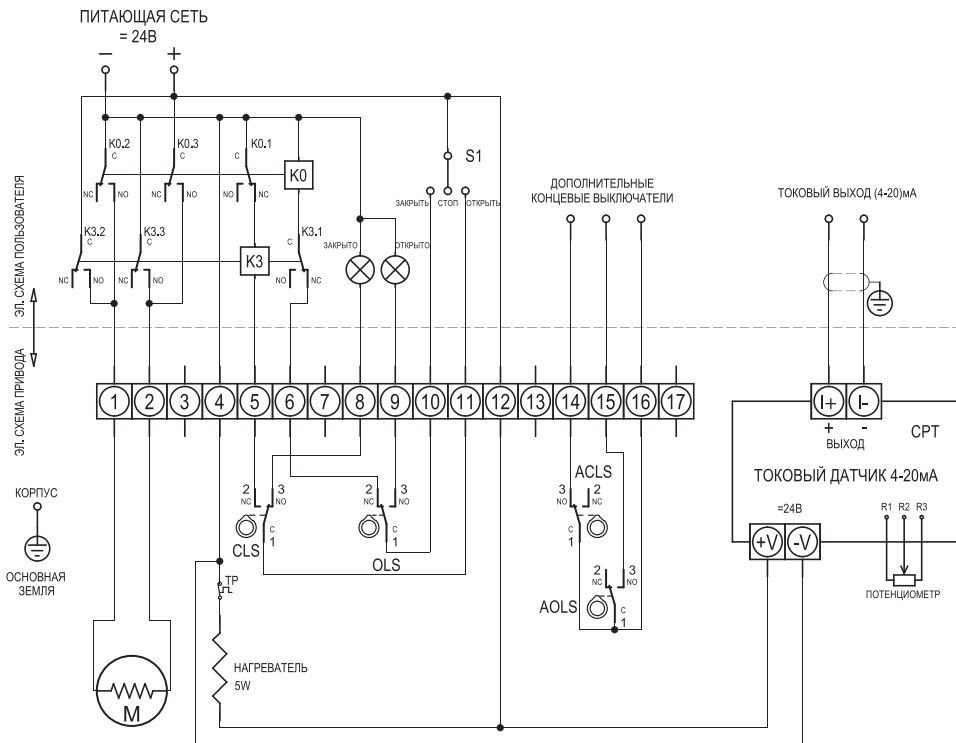 ПИТАЮЩАЯ СЕТЬ
= 24В
− +
K0.2 K0.3 K0.1
C C C
K0
S1
NC NO NC NO
ЗАКРЫТЬ СТОП ОТКРЫТЬ
ДОПОЛНИТЕЛЬНЫЕ
КОНЦЕВЫЕ ВЫКЛЮЧАТЕЛИ
ТОКОВЫЙ ВЫХОД (4-20)мА
K3.2 K3.3 K3.1
C C C
K3
ЗАКРЫТО ОТКРЫТО
NC NO NC NO NC NO
ЭЛ. СХЕМА ПОЛЬЗОВАТЕЛЯ
ЭЛ. СХЕМА ПРИВОДА
1 2 3 4 5 6 7 8 9 10 11 12 13 14 15 16 17
I+ I-
+ -
ВЫХОД
CPT
ТОКОВЫЙ ДАТЧИК 4-20мА
=24В
+V -V
R1 R2 R3
ПОТЕНЦИОМЕТР
КОРПУС
ОСНОВНАЯ
ЗЕМЛЯ
2 3
NC NO
C
1
CLS
2 3
NC NO
C
1
OLS
ACLS
3 2
NO NC
C
1
2 3
NC NO
AOLS
C
1
TP
НАГРЕВАТЕЛЬ
5W
M